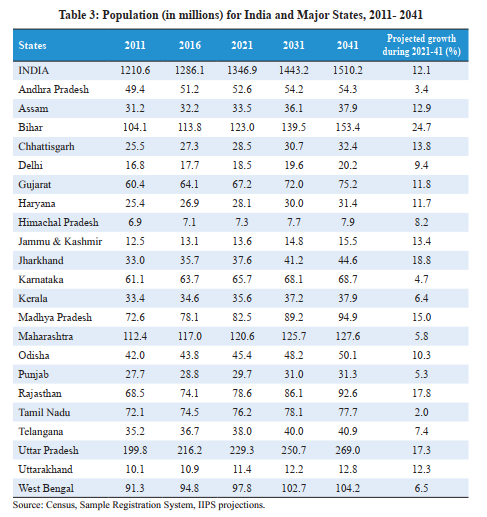 Table 3: Population (in millions) for India and Major States, 2011- 2041
States 2011 2016 2021 2031 2041 Projected growth during 2021-41 (%)
INDIA 1210.6 1286.1 1346.9 1443.2 1510.2 12.1
Andhra Pradesh 49.4 51.2 52.6 54.2 54.3 3.4
Assam 31.2 32.2 33.5 36.1 37.9 12.9
Bihar 104.1 113.8 123.0 139.5 153.4 24.7
Chhattisgarh 25.5 27.3 28.5 30.7 32.4 13.8
Delhi 16.8 17.7 18.5 19.6 20.2 9.4
Gujarat 60.4 64.1 67.2 72.0 75.2 11.8
Haryana 25.4 26.9 28.1 30.0 31.4 11.7
Himachal Pradesh 6.9 7.1 7.3 7.7 7.9 8.2
Jammu & Kashmir 12.5 13.1 13.6 14.8 15.5 13.4
Jharkhand 33.0 35.7 37.6 41.2 44.6 18.8
Karnataka 61.1 63.7 65.7 68.1 68.7 4.7
Kerala 33.4 34.6 35.6 37.2 37.9 6.4
Madhya Pradesh 72.6 78.1 82.5 89.2 94.9 15.0
Maharashtra 112.4 117.0 120.6 125.7 127.6 5.8
Odisha 42.0 43.8 45.4 48.2 50.1 10.3
Punjab 27.7 28.8 29.7 31.0 31.3 5.3
Rajasthan 68.5 74.1 78.6 86.1 92.6 17.8
Tamil Nadu 72.1 74.5 76.2 78.1 77.7 2.0
Telangana 35.2 36.7 38.0 40.0 40.9 7.4
Uttar Pradesh 199.8 216.2 229.3 250.7 269.0 17.3
Uttarakhand 10.1 10.9 11.4 12.2 12.8 12.3
West Bengal 91.3 94.8 97.8 102.7 104.2 6.5
Source: Census, Sample Registration System, IIPS projections.